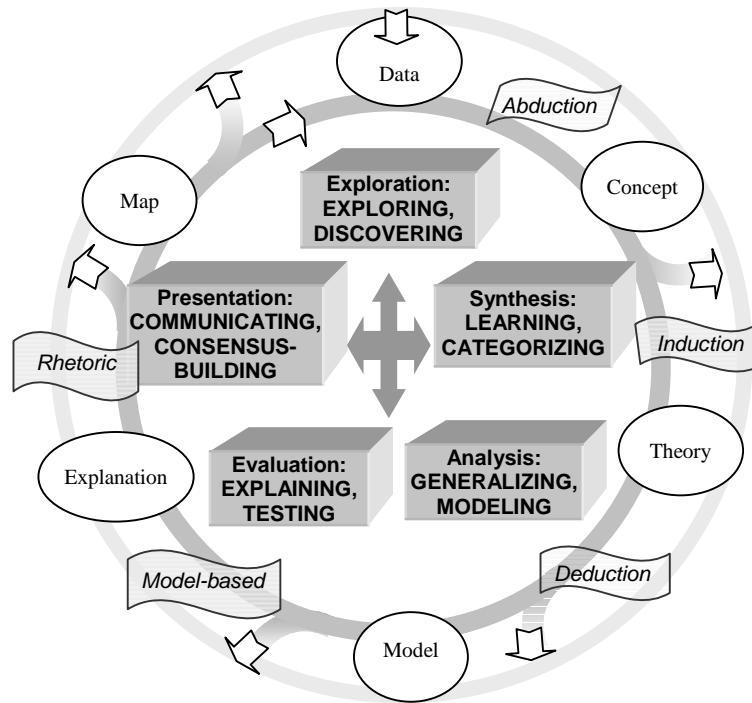 Data
Abduction
Concept
Map
Exploration:
EXPLORING,
DISCOVERING
Presentation:
COMMUNICATING,
CONSENSUS-
BUILDING
Synthesis:
LEARNING,
CATEGORIZING
Rhetoric
Induction
Explanation
Evaluation:
EXPLAINING,
TESTING
Analysis:
GENERALIZING,
MODELING
Theory
Model-based
Deduction
Model